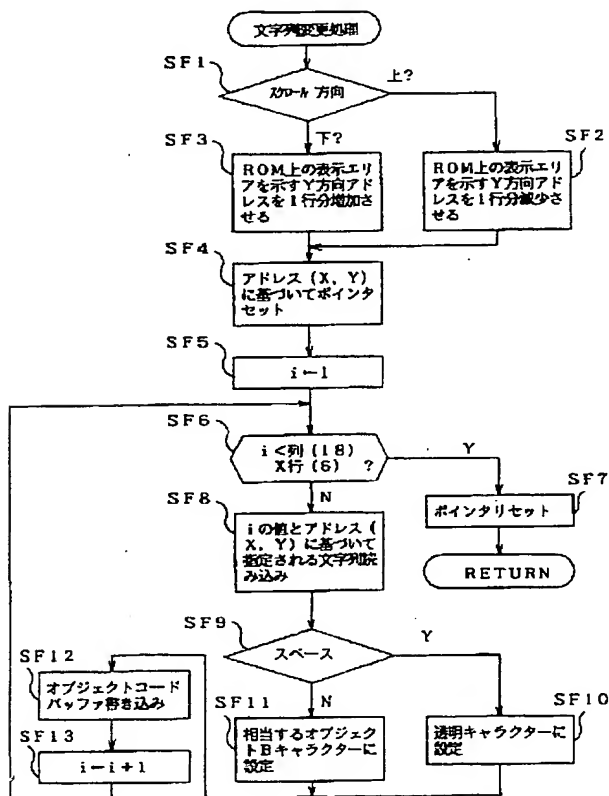 文字列変更処理
SF1
スクロール 方向
上?
下?
SF3
ROM上の表示エリ
アを示すY方向アド
レスを1行分増加さ
せる
SF2
ROM上の表示エリ
アを示すY方向アド
レスを1行分減少さ
せる
SF4
アドレス(X,Y)
に基づいてポインタ
セット
SF5
i←1
SF6
i<列(18)
X行(6) ?
Y
N
SF7
ポインタリセット
RETURN
SF8
iの値とアドレス(
X,Y)に基づいて
指定される文字列読
み込み
SF9
スペース
Y
N
SF10
透明キャラクターに
設定
SF11
相当するオブジェク
トBキャラクターに
設定
SF12
オブジェクトコード
バッファ書き込み
SF13
i←i+1